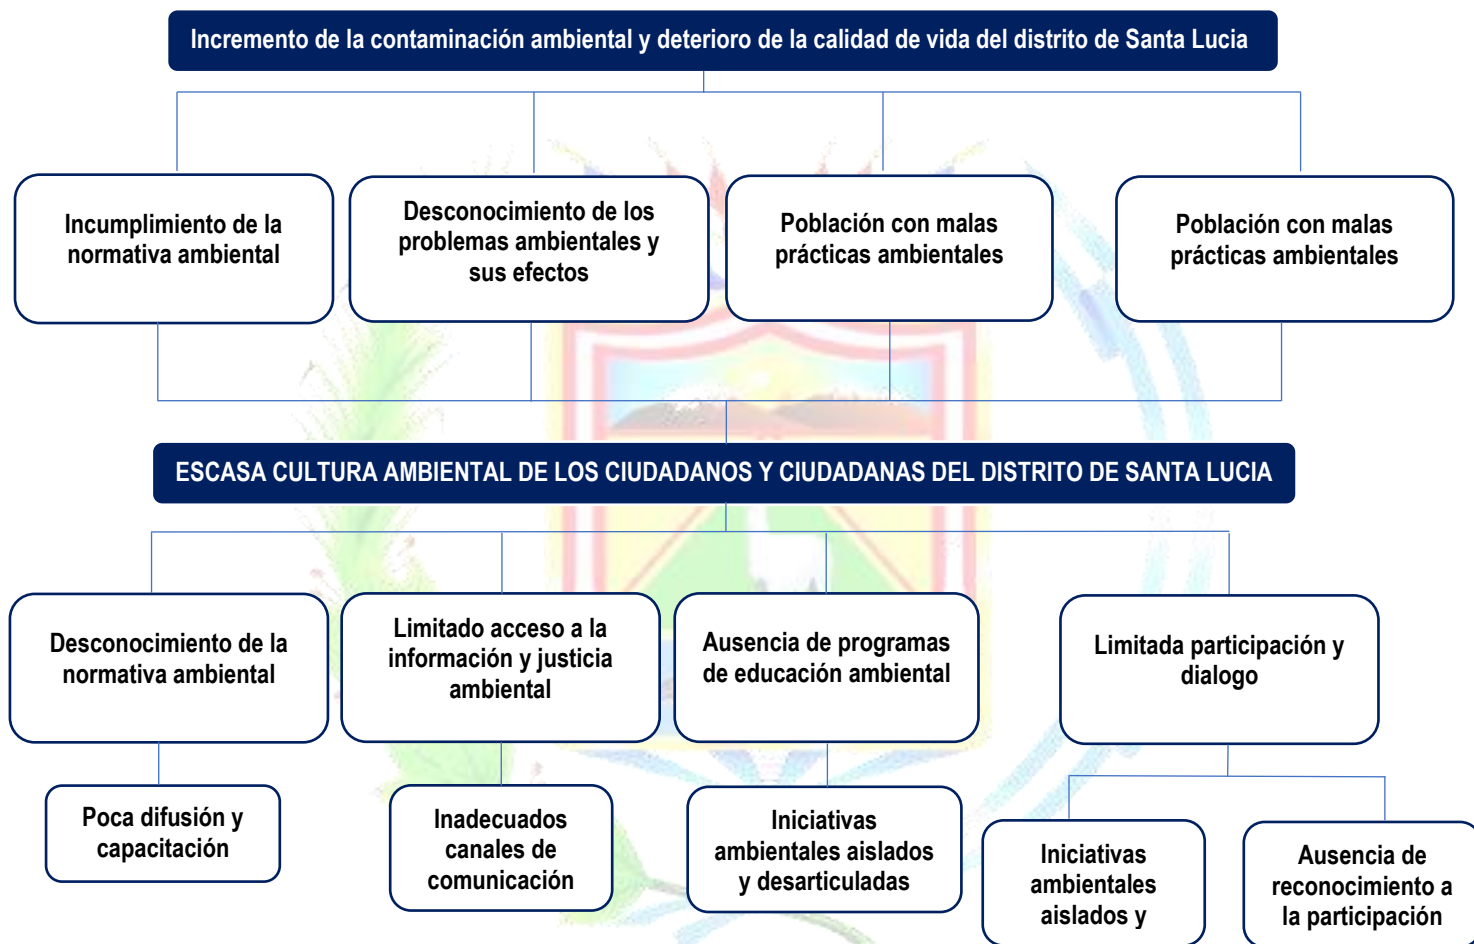 Incremento de la contaminación ambiental y deterioro de la calidad de vida del distrito de Santa Lucia
Incumplimiento de la
normativa ambiental
Desconocimiento de los
problemas ambientales y
sus efectos
Población con malas
prácticas ambientales
Población con malas
prácticas ambientales
ESCASA CULTURA AMBIENTAL DE LOS CIUDADANOS Y CIUDADANAS DEL DISTRITO DE SANTA LUCIA
Desconocimiento de la
normativa ambiental
Limitado acceso a la
información y justicia
ambiental
Ausencia de programas
de educación ambiental
Limitada participación y
dialogo
Poca difusión y
capacitación
Inadecuados
canales de
comunicación
Iniciativas
ambientales aislados
y desarticuladas
Iniciativas
ambientales
aislados y
Ausencia de
reconocimiento a
la participación